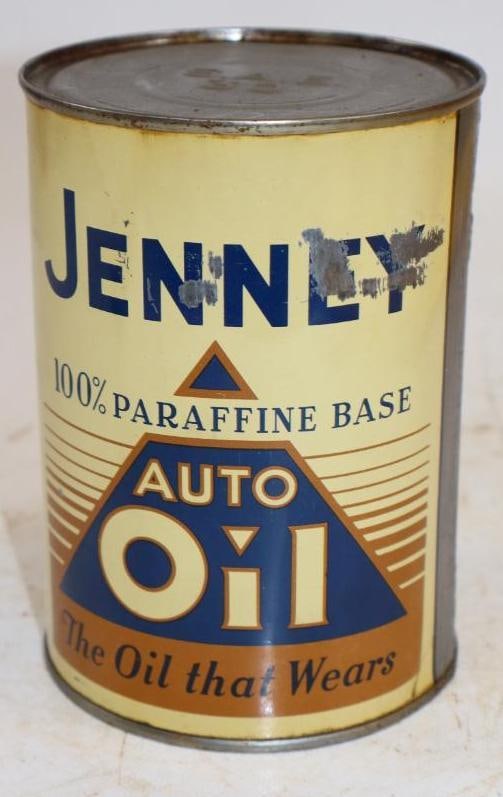 JENNEY
100% PARAFFINE BASE
AUTO
Oil
The Oil that Wears